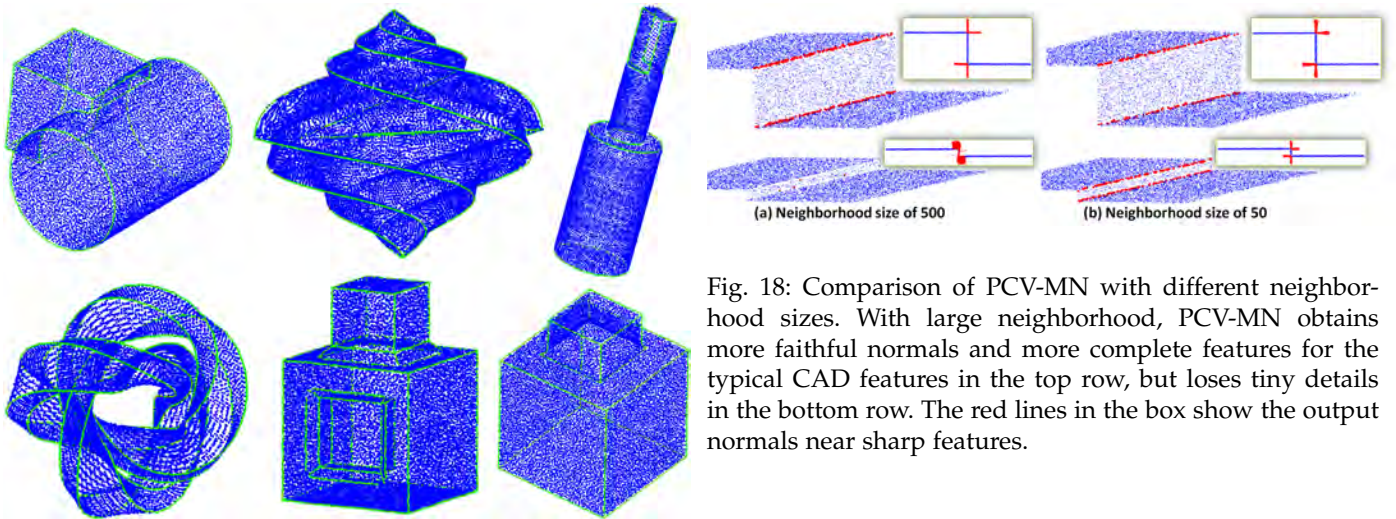 (a) Neighborhood size of 500
(b) Neighborhood size of 50
Fig. 18: Comparison of PCV-MN with different neighbor-
hood sizes. With large neighborhood, PCV-MN obtains
more faithful normals and more complete features for the
typical CAD features in the top row, but loses tiny details
in the bottom row. The red lines in the box show the output
normals near sharp features.